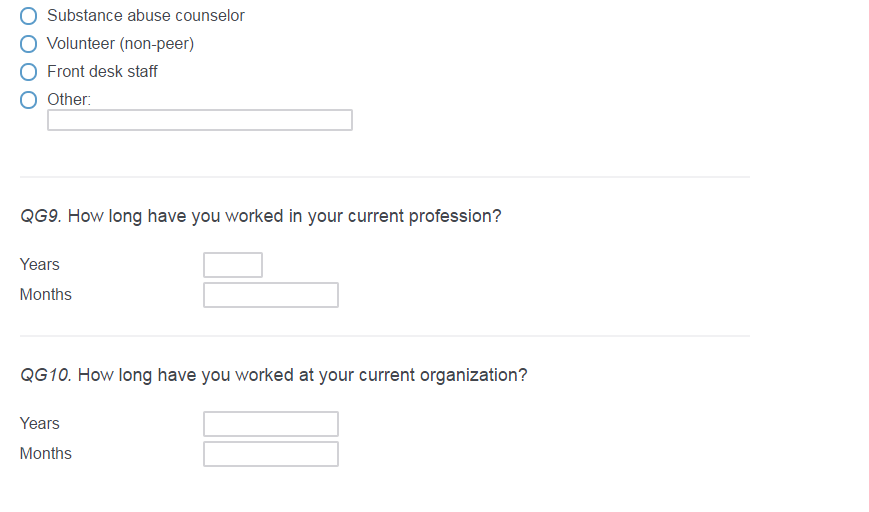 Substance abuse counselor
Volunteer (non-peer)
Front desk staff
Other:
QG9. How long have you worked in your current profession?
Years
Months
QG10. How long have you worked at your current organization?
Years
Months